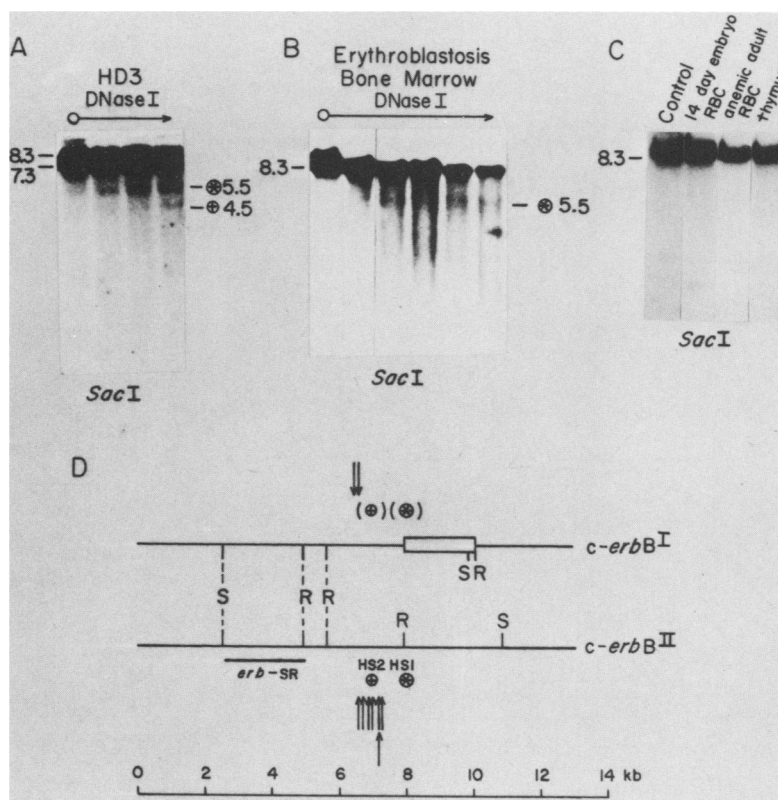 A
HD3
DNase I
8.3
7.3
⊛5.5
⊕4.5
SacI
B
Erythroblastosis
Bone Marrow
DNase I
8.3
⊛ 5.5
SacI
C
Control
14 day embryo
RBC
anemic adult
RBC
thymus
8.3
SacI
D
(⊕)(⊛)
c-erbB I
S R
S R R
R S
c-erbB II
erb-SR
HS2 HS1
⊕ ⊛
0 2 4 6 8 10 12 14 kb